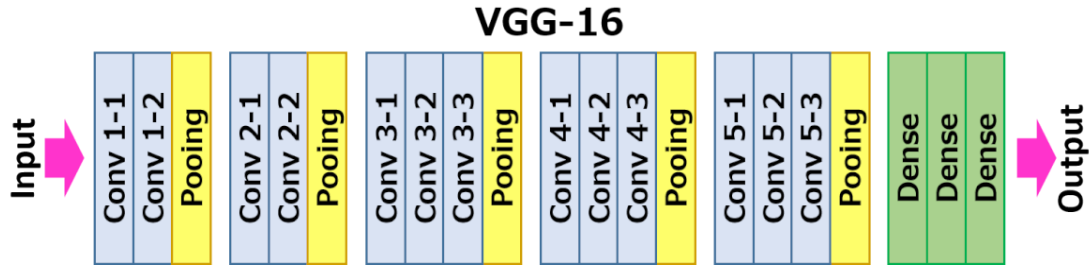 VGG-16
Input
Conv 1-1
Conv 1-2
Pooing
Conv 2-1
Conv 2-2
Pooing
Conv 3-1
Conv 3-2
Conv 3-3
Pooing
Conv 4-1
Conv 4-2
Conv 4-3
Pooing
Conv 5-1
Conv 5-2
Conv 5-3
Pooing
Dense
Dense
Dense
Output